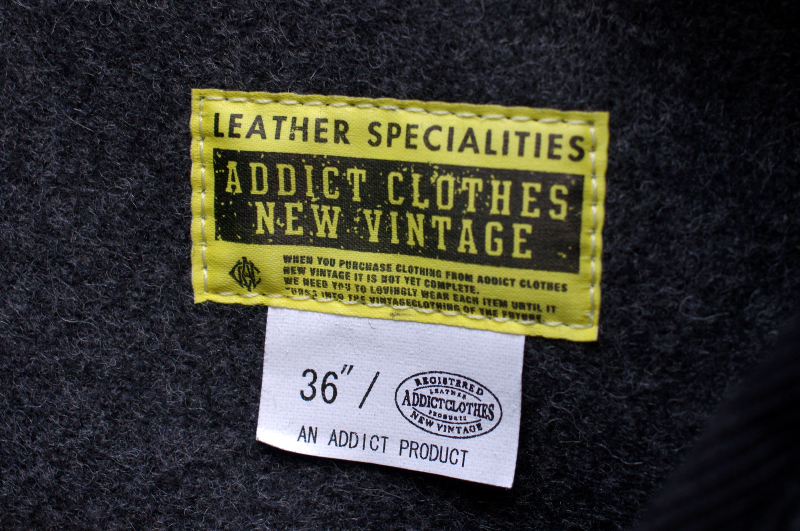 LEATHER SPECIALITIES
ADDICT CLOTHES
NEW VINTAGE
WHEN YOU PURCHASE CLOTHING FROM ADDICT CLOTHES
NEW VINTAGE IT IS NOT YET COMPLETE.
WE NEED YOU TO LOVINGLY WEAR EACH ITEM UNTIL IT
INTO THE VINTAGECLOTHING OF THE FUTURE.
36" /
REGISTERED
LEATHER
ADDICTCLOTHES
PRODUCTS
NEW VINTAGE
AN ADDICT PRODUCT